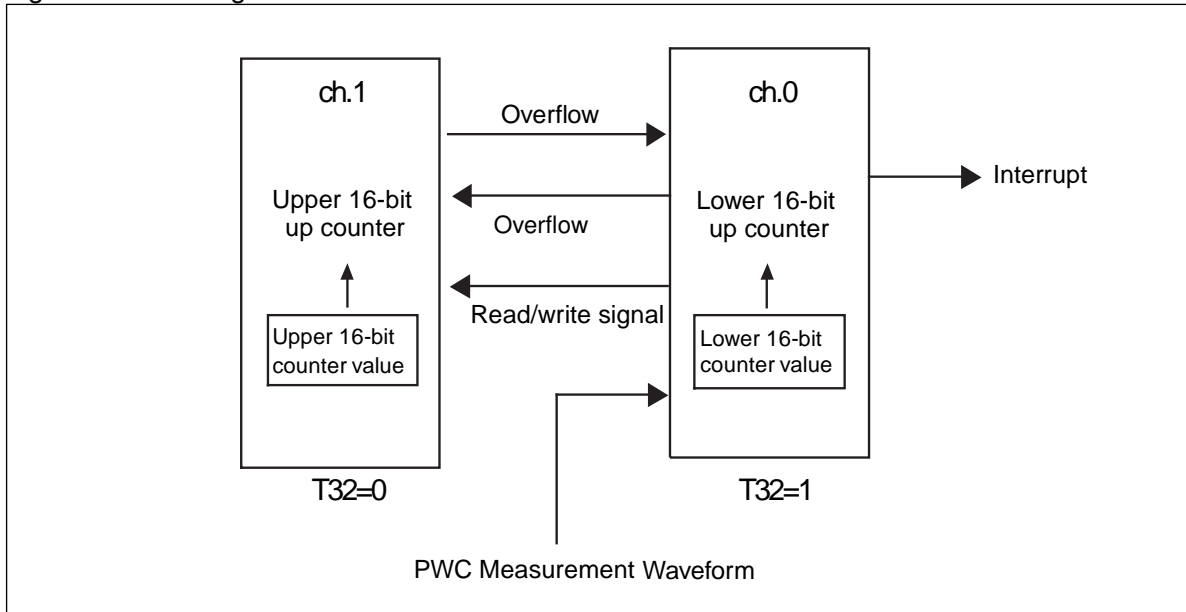 ch.1
Upper 16-bit
up counter
Upper 16-bit
counter value
T32=0
Overflow
Overflow
Read/write signal
ch.0
Lower 16-bit
up counter
Lower 16-bit
counter value
T32=1
Interrupt
PWC Measurement Waveform